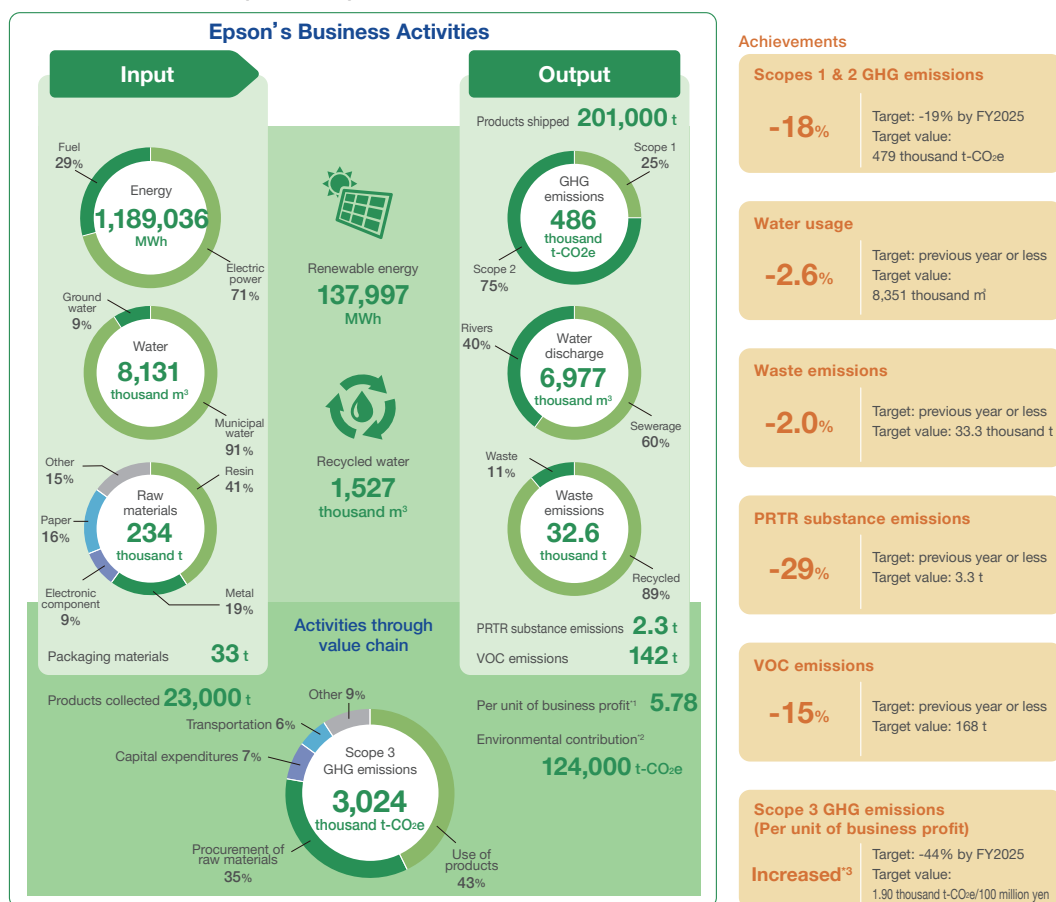 Epson's Business Activities
Input
Fuel
29%
Energy
1,189,036
MWh
Electric
power
71%
Ground
water
9%
Water
8,131
thousand m³
Municipal
water
91%
Other
15%
Resin
41%
Paper
16%
Raw
materials
234
thousand t
Electronic
component
9%
Metal
19%
Packaging materials 33 t
Renewable energy
137,997
MWh
Recycled water
1,527
thousand m³
Output
Products shipped 201,000 t
Scope 1
25%
GHG
emissions
486
thousand
t-CO2e
Scope 2
75%
Rivers
40%
Water
discharge
6,977
thousand m³
Sewerage
60%
Waste
11%
Waste
emissions
32.6
thousand t
Recycled
89%
PRTR substance emissions 2.3 t
VOC emissions 142 t
Activities through
value chain
Products collected 23,000 t
Other 9%
Transportation 6%
Capital expenditures 7%
Scope 3
GHG emissions
3,024
thousand t-CO₂e
Procurement of
raw materials
35%
Use of
products
43%
Per unit of business profit*¹ 5.78
Environmental contribution*²
124,000 t-CO₂e
Achievements
Scopes 1 & 2 GHG emissions
-18%
Target: -19% by FY2025
Target value:
479 thousand t-CO₂e
Water usage
-2.6%
Target: previous year or less
Target value:
8,351 thousand ㎥
Waste emissions
-2.0%
Target: previous year or less
Target value: 33.3 thousand t
PRTR substance emissions
-29%
Target: previous year or less
Target value: 3.3 t
VOC emissions
-15%
Target: previous year or less
Target value: 168 t
Scope 3 GHG emissions
(Per unit of business profit)
Increased*³
Target: -44% by FY2025
Target value:
1.90 thousand t-CO₂e/100 million yen